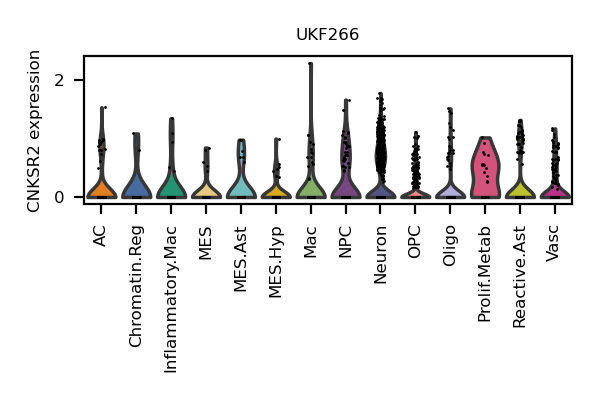 UKF266
CNKSR2 expression
2
0
AC
Chromatin.Reg
Inflammatory.Mac
MES
MES.Ast
MES.Hyp
Mac
NPC
Neuron
OPC
Oligo
Prolif.Metab
Reactive.Ast
Vasc